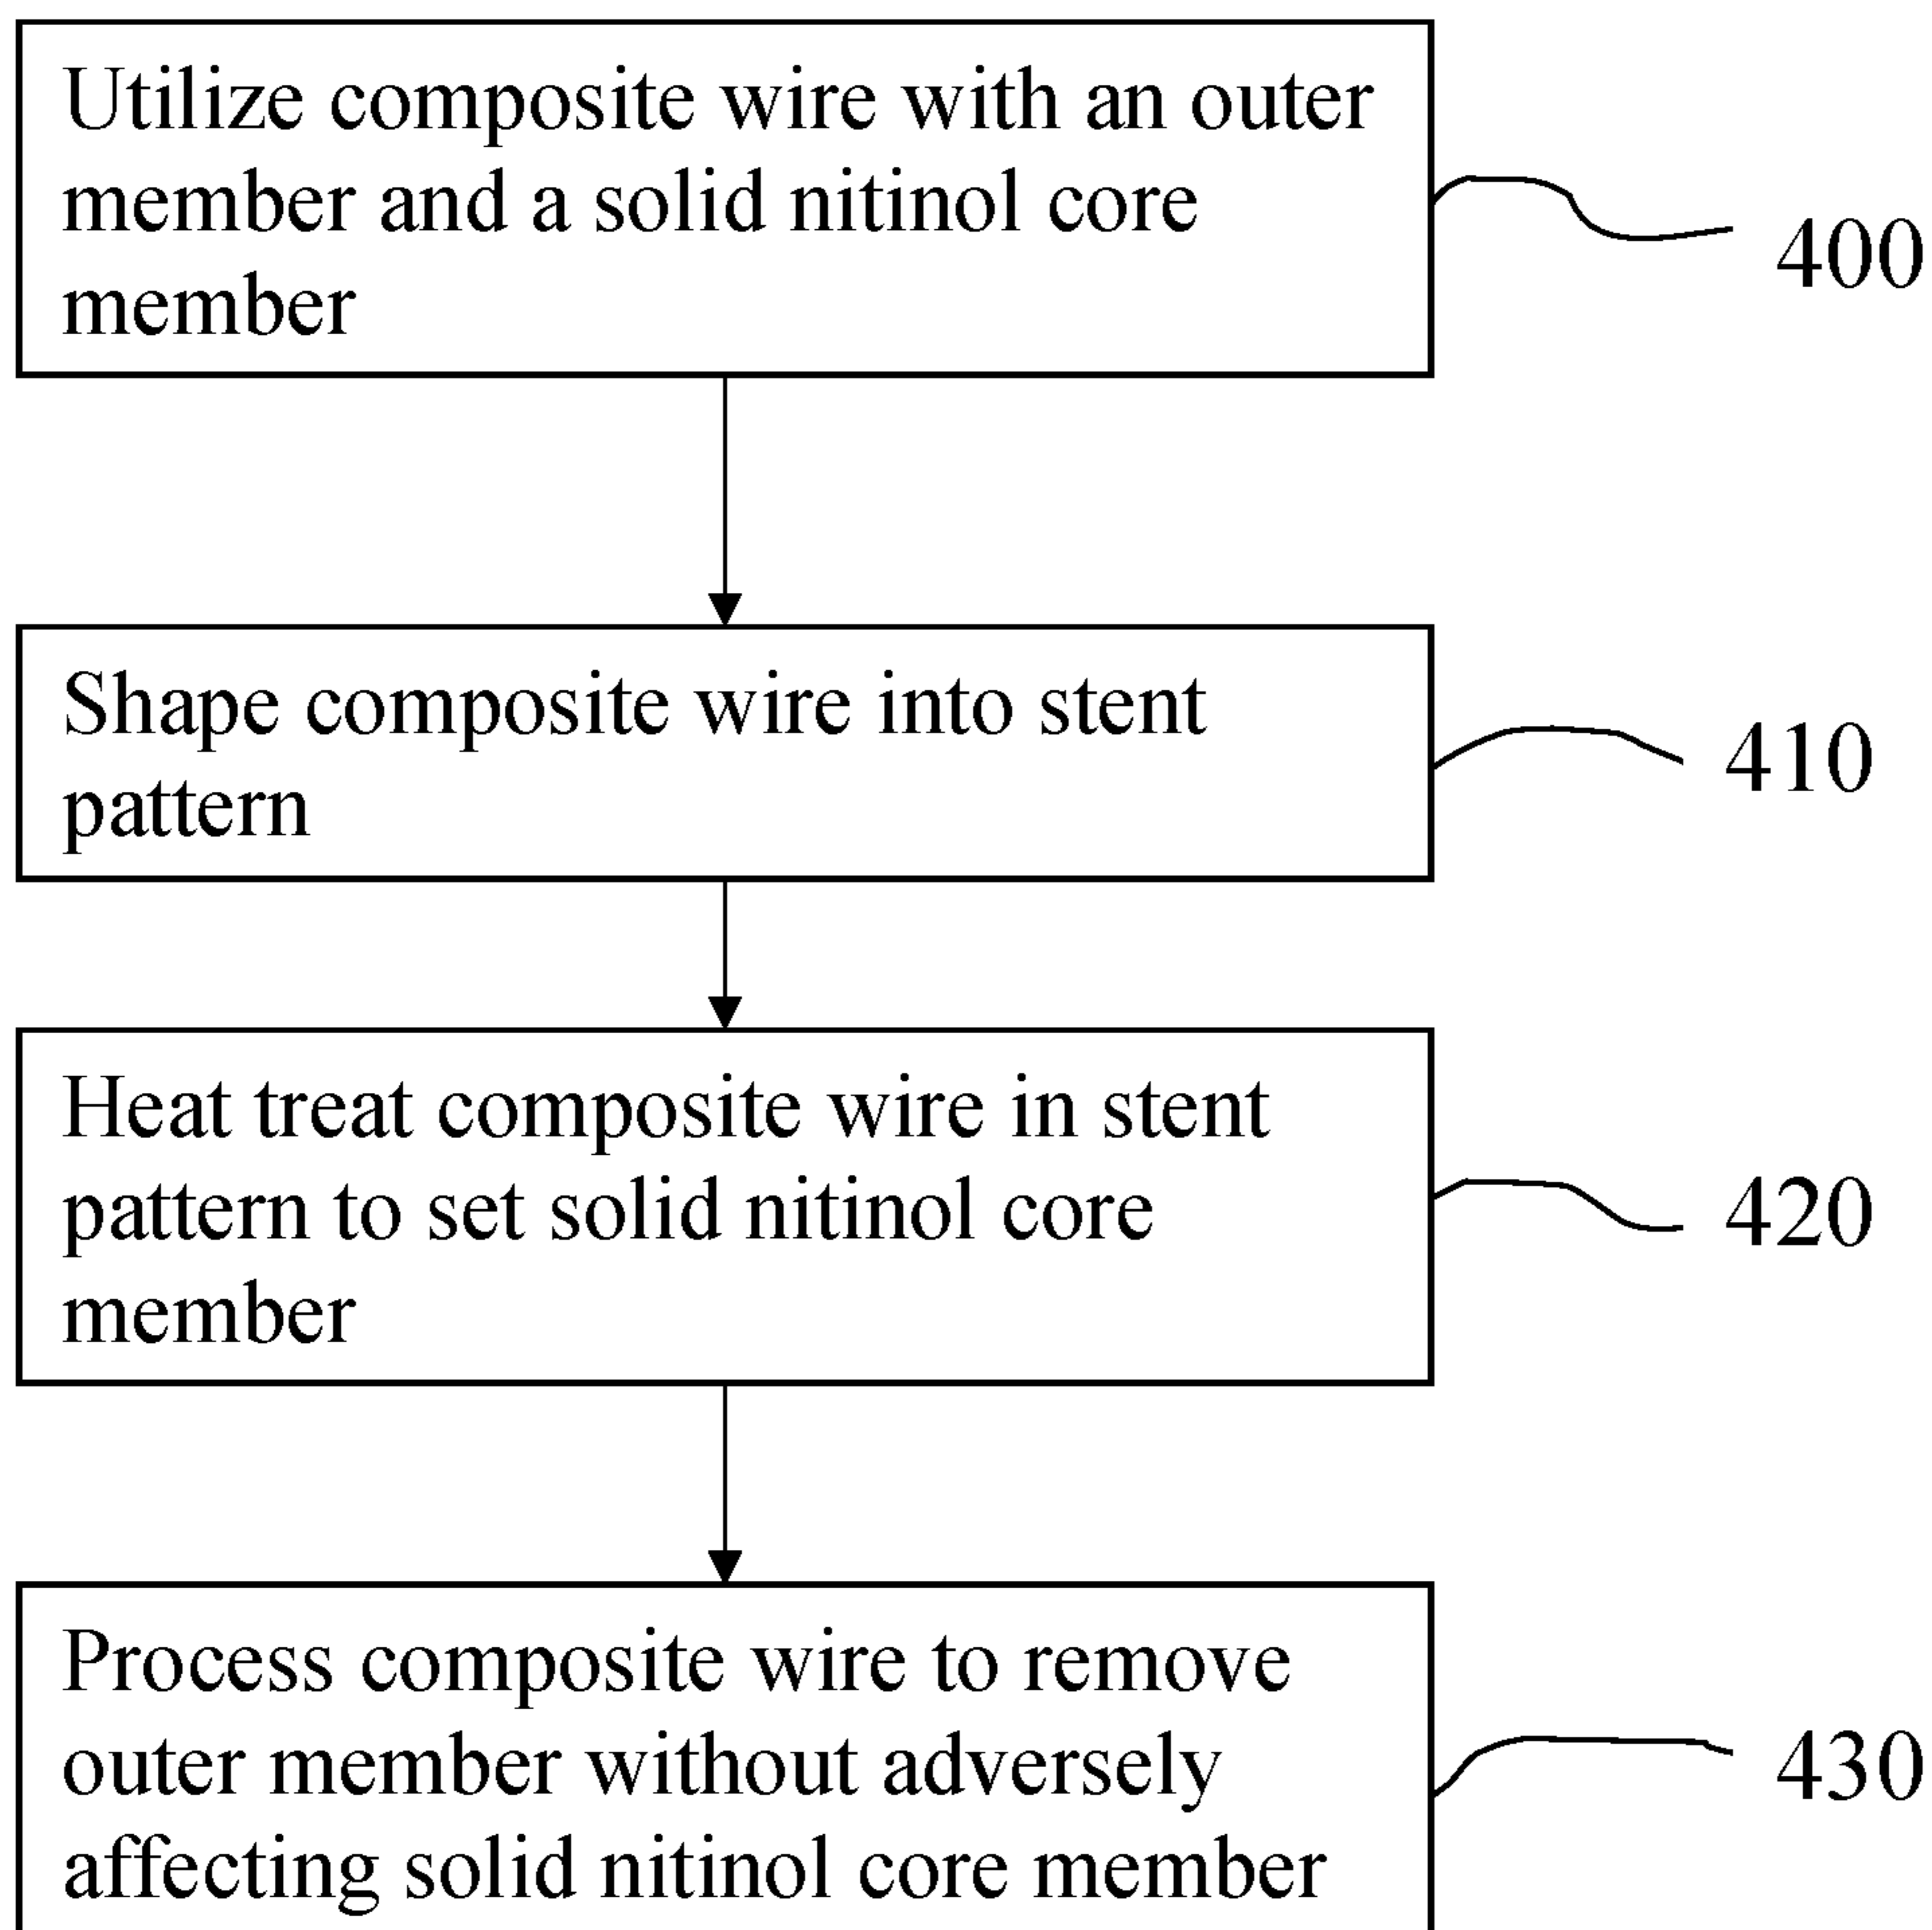 Utilize composite wire with an outer
member and a solid nitinol core
member
400
Shape composite wire into stent
pattern
410
Heat treat composite wire in stent
pattern to set solid nitinol core
member
420
Process composite wire to remove
outer member without adversely
affecting solid nitinol core member
430